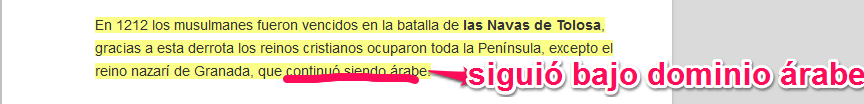 En 1212 los musulmanes fueron vencidos en la batalla de las Navas de Tolosa,
gracias a esta derrota los reinos cristianos ocuparon toda la Península, excepto el
reino nazarí de Granada, que continuó siendo árabe. siguió bajo dominio árabe